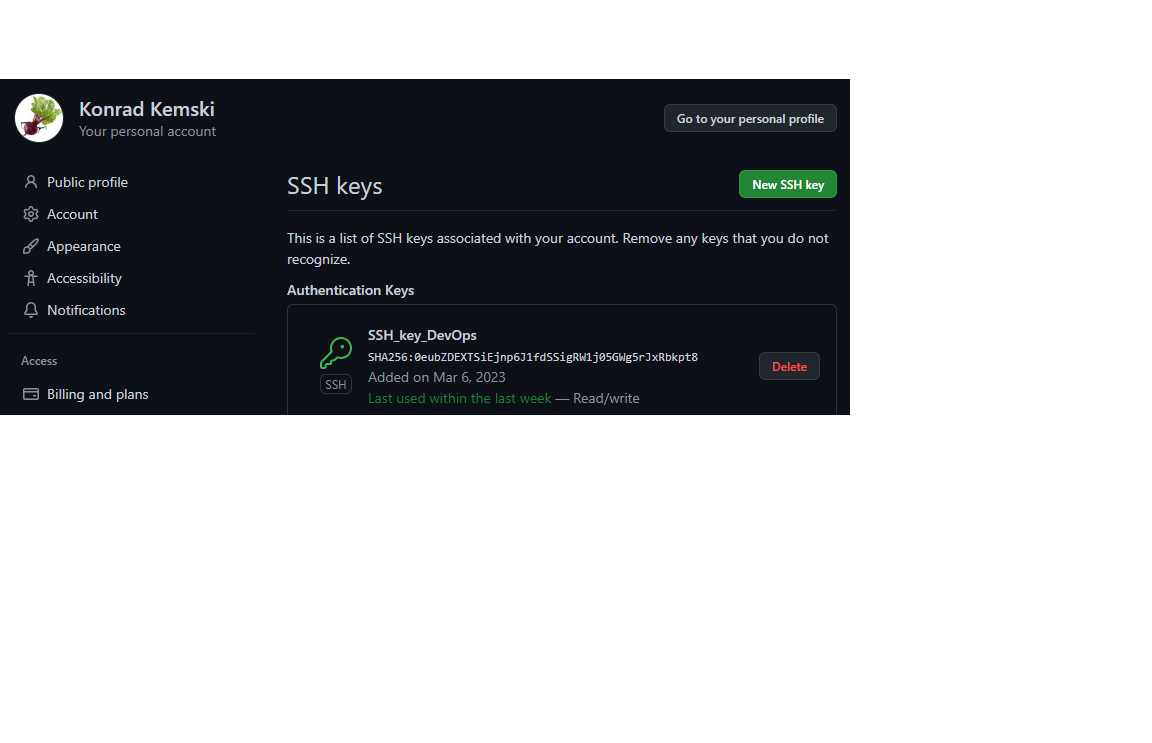 Konrad Kemski
Your personal account
Go to your personal profile
Public profile
Account
Appearance
Accessibility
Notifications
Access
Billing and plans
SSH keys
New SSH key
This is a list of SSH keys associated with your account. Remove any keys that you do not
recognize.
Authentication Keys
SSH_key_DevOps
SHA256:0eubZDEXTSiEjnp6J1fdSSigRW1j05GWg5rJxRbkpt8
Added on Mar 6, 2023
Last used within the last week — Read/write
SSH
Delete